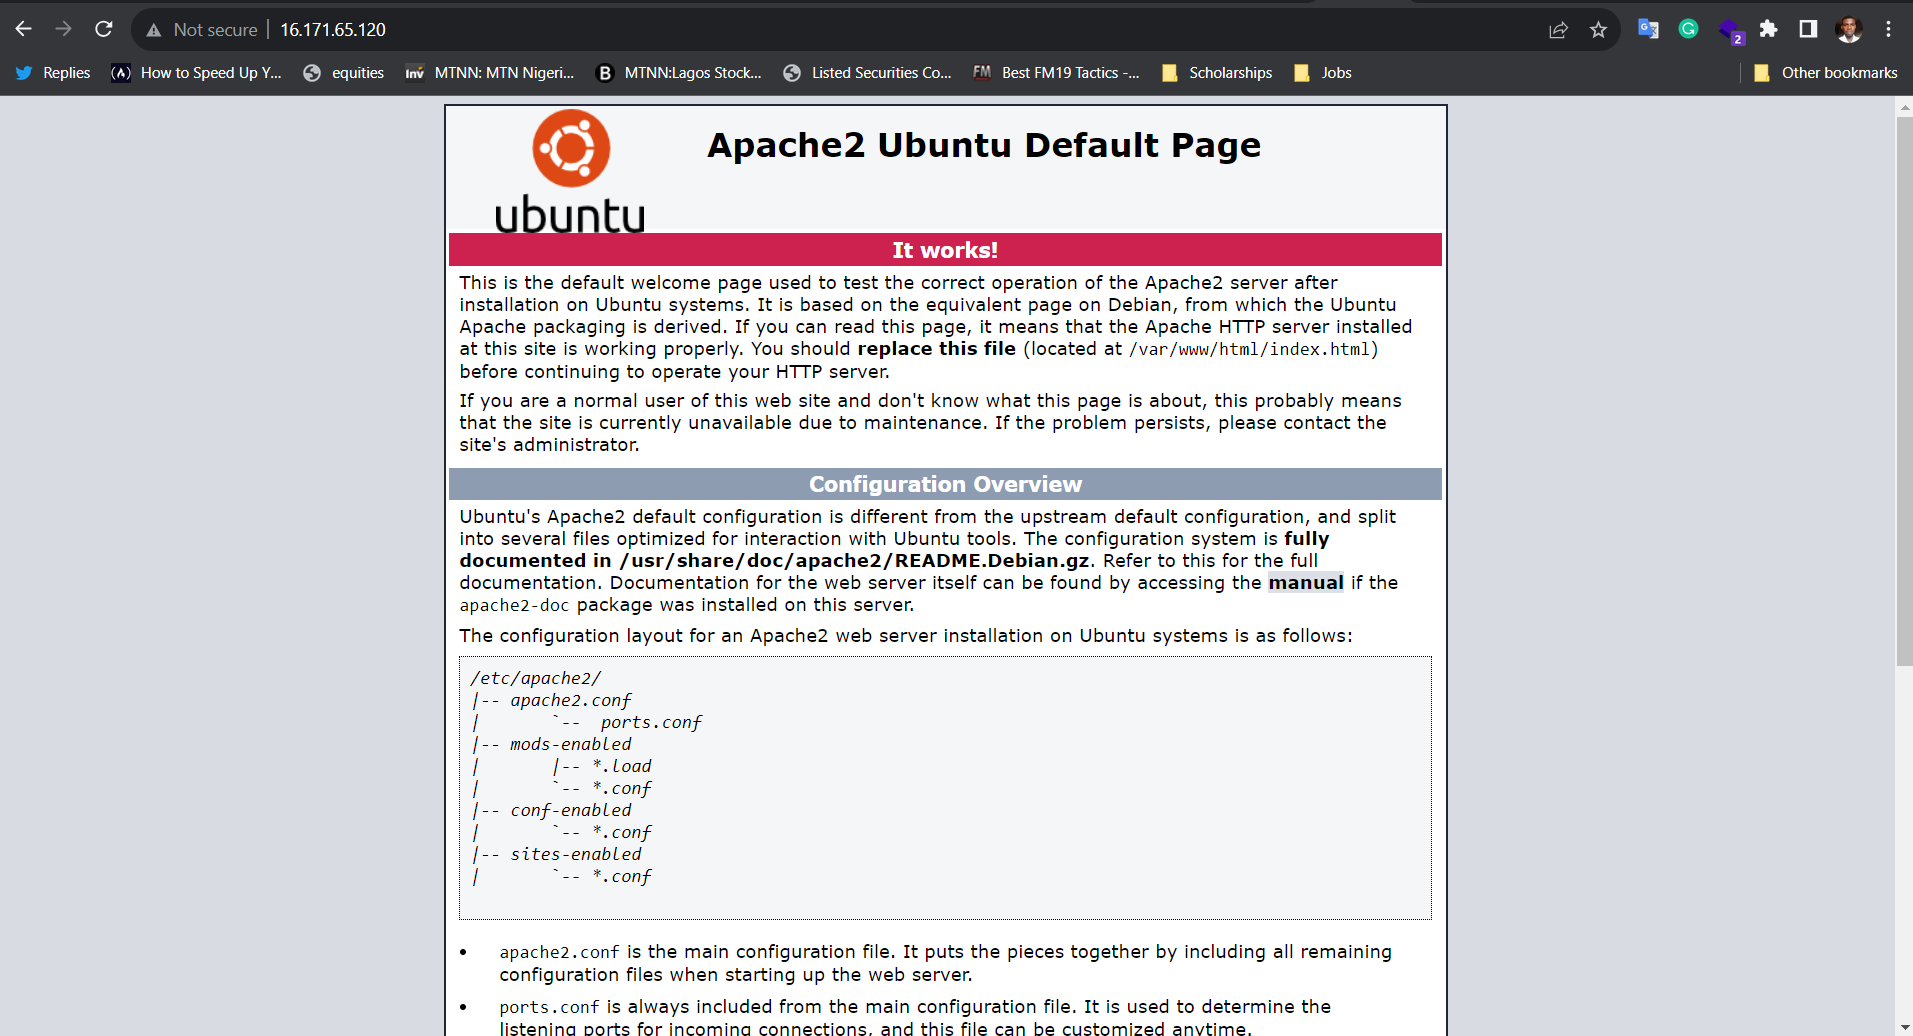 Not secure | 16.171.65.120
2
Replies How to Speed Up Y... equities Inv MTNN: MTN Nigeri... B MTNN:Lagos Stock... Listed Securities Co... FM Best FM19 Tactics -... Scholarships Jobs Other bookmarks
Apache2 Ubuntu Default Page
ubuntu
It works!
This is the default welcome page used to test the correct operation of the Apache2 server after
installation on Ubuntu systems. It is based on the equivalent page on Debian, from which the Ubuntu
Apache packaging is derived. If you can read this page, it means that the Apache HTTP server installed
at this site is working properly. You should replace this file (located at /var/www/html/index.html)
before continuing to operate your HTTP server.
If you are a normal user of this web site and don't know what this page is about, this probably means
that the site is currently unavailable due to maintenance. If the problem persists, please contact the
site's administrator.
Configuration Overview
Ubuntu's Apache2 default configuration is different from the upstream default configuration, and split
into several files optimized for interaction with Ubuntu tools. The configuration system is fully
documented in /usr/share/doc/apache2/README.Debian.gz. Refer to this for the full
documentation. Documentation for the web server itself can be found by accessing the manual if the
apache2-doc package was installed on this server.
The configuration layout for an Apache2 web server installation on Ubuntu systems is as follows:
/etc/apache2/
|-- apache2.conf
|       `--  ports.conf
|-- mods-enabled
|       |-- *.load
|       `-- *.conf
|-- conf-enabled
|       `-- *.conf
|-- sites-enabled
|       `-- *.conf
• apache2.conf is the main configuration file. It puts the pieces together by including all remaining
configuration files when starting up the web server.
• ports.conf is always included from the main configuration file. It is used to determine the
listening ports for incoming connections, and this file can be customized anytime.